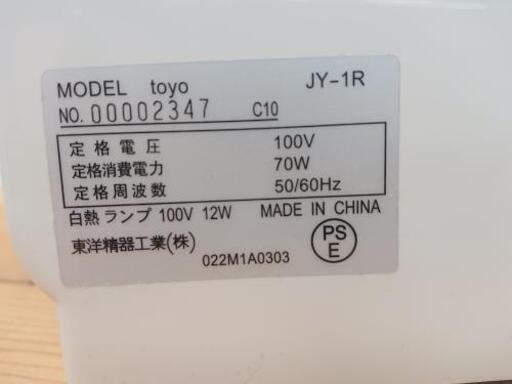 MODEL toyo JY-1R
NO. 00002347 C10
定格電圧 100V
定格消費電力 70W
定格周波数 50/60Hz
白熱ランプ 100V 12W MADE IN CHINA
東洋精器工業(株) PS E
022M1A0303